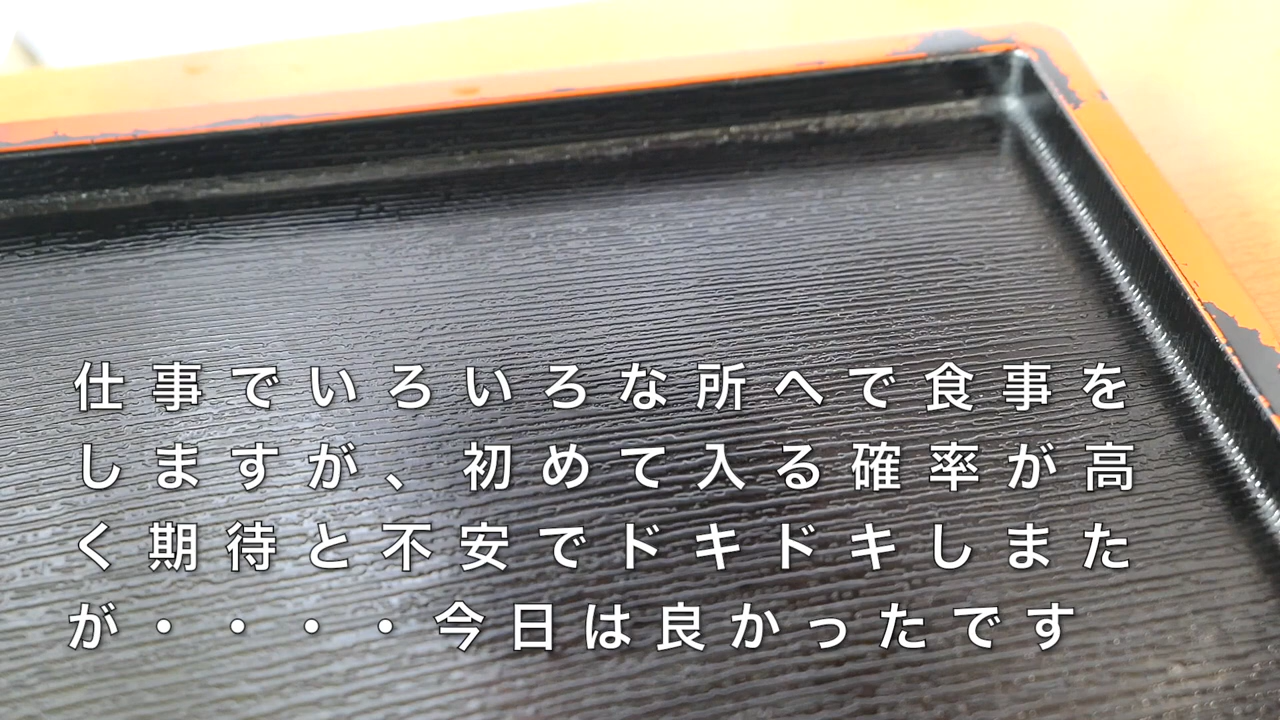 仕事でいろいろな所へで食事を
しますが、初めて入る確率が高
く期待と不安でドキドキしまた
が・・・・今日は良かったです